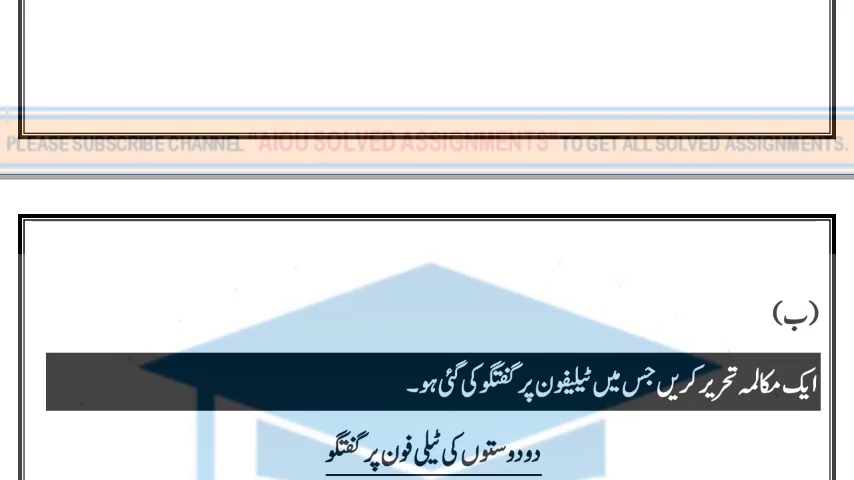 PLEASE SUBSCRIBE CHANNEL "AIOU SOLVED ASSIGNMENTS" TO GET ALL SOLVED ASSIGNMENTS.
(ب)
ایک مکالمہ تحریر کریں جس میں ٹیلیفون پر گفتگو کی گئی ہو۔
دو دوستوں کی ٹیلی فون پر گفتگو